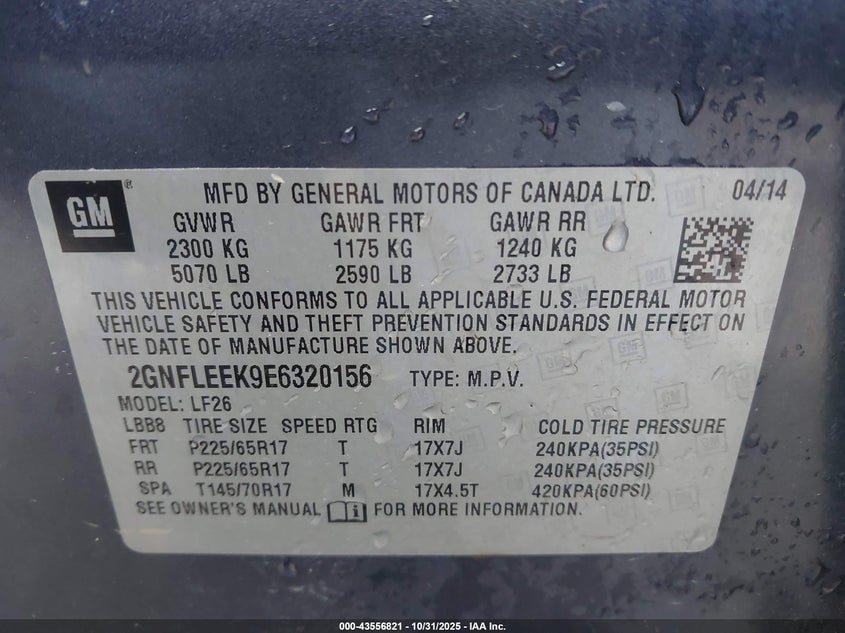 GM ® MFD BY GENERAL MOTORS OF CANADA LTD. 04/14
GVWR GAWR FRT GAWR RR
2300 KG 1175 KG 1240 KG
5070 LB 2590 LB 2733 LB
THIS VEHICLE CONFORMS TO ALL APPLICABLE U.S. FEDERAL MOTOR
VEHICLE SAFETY AND THEFT PREVENTION STANDARDS IN EFFECT ON
THE DATE OF MANUFACTURE SHOWN ABOVE.
2GNFLEEK9E6320156 TYPE: M.P.V.
MODEL: LF26
LBB8 TIRE SIZE SPEED RTG RIM COLD TIRE PRESSURE
FRT P225/65R17 T 17X7J 240KPA(35PSI)
RR P225/65R17 T 17X7J 240KPA(35PSI)
SPA T145/70R17 M 17X4.5T 420KPA(60PSI)
SEE OWNER'S MANUAL i FOR MORE INFORMATION.
000-43556821 - 10/31/2025 - IAA Inc.